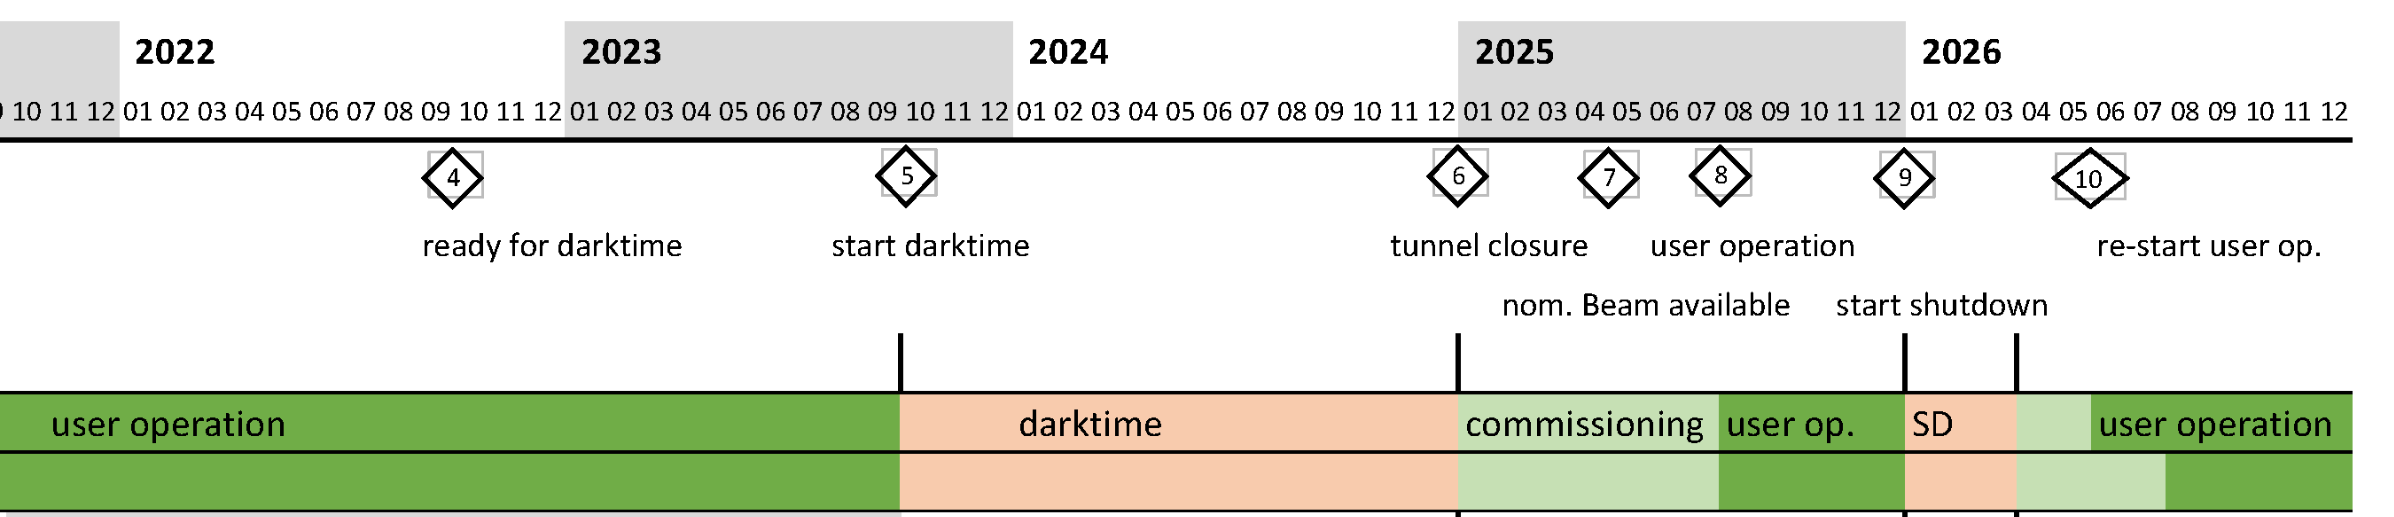 2022 2023 2024 2025 2026
10 11 12 01 02 03 04 05 06 07 08 09 10 11 12 01 02 03 04 05 06 07 08 09 10 11 12 01 02 03 04 05 06 07 08 09 10 11 12 01 02 03 04 05 06 07 08 09 10 11 12 01 02 03 04 05 06 07 08 09 10 11 12
4 5 6 7 8 9 10
ready for darktime start darktime tunnel closure user operation re-start user op.
nom. Beam available start shutdown
user operation darktime commissioning user op. SD user operation